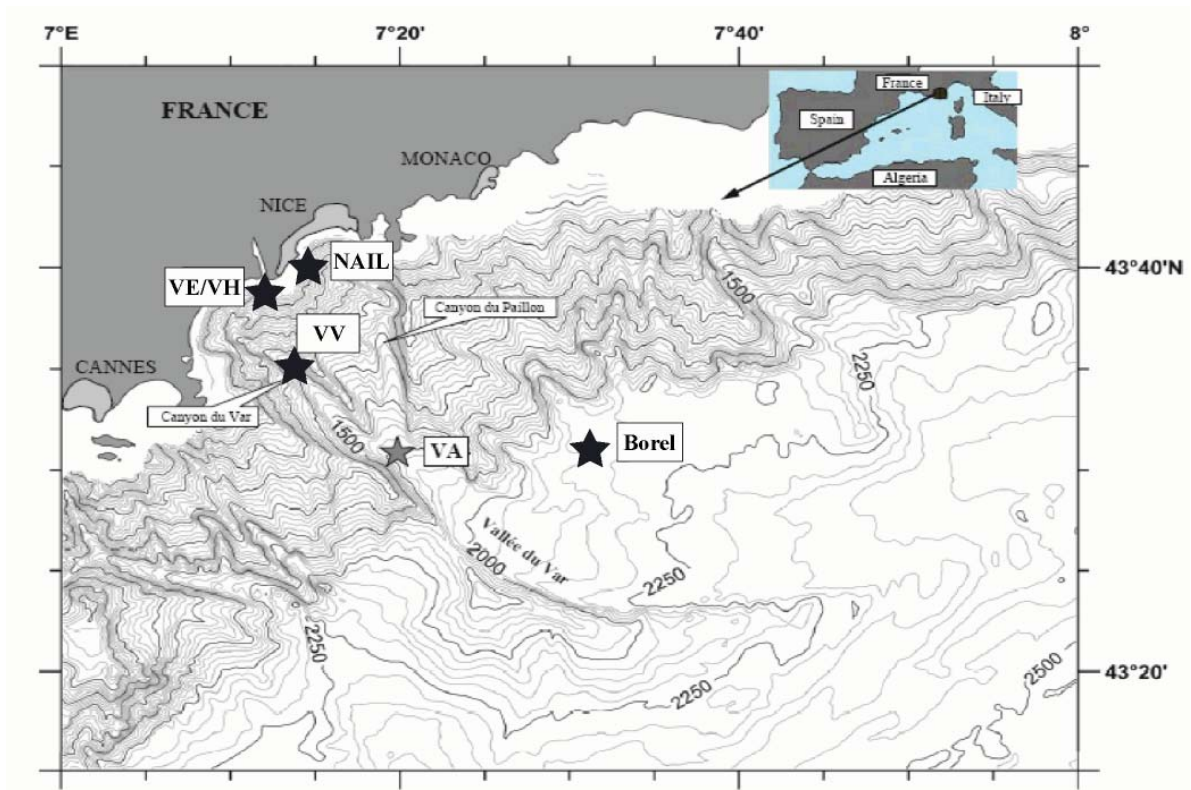 7°E
7°20'
7°40'
8°
FRANCE
France
Italy
Spain
Algeria
MONACO
NICE
NAIL
43°40'N
VE/VH
1500
Canyon du Paillon
VV
CANNES
2250
Canyon du Var
1500
VA
Borel
Vallée du Var
2000
2250
2250
2250
2500
43°20'